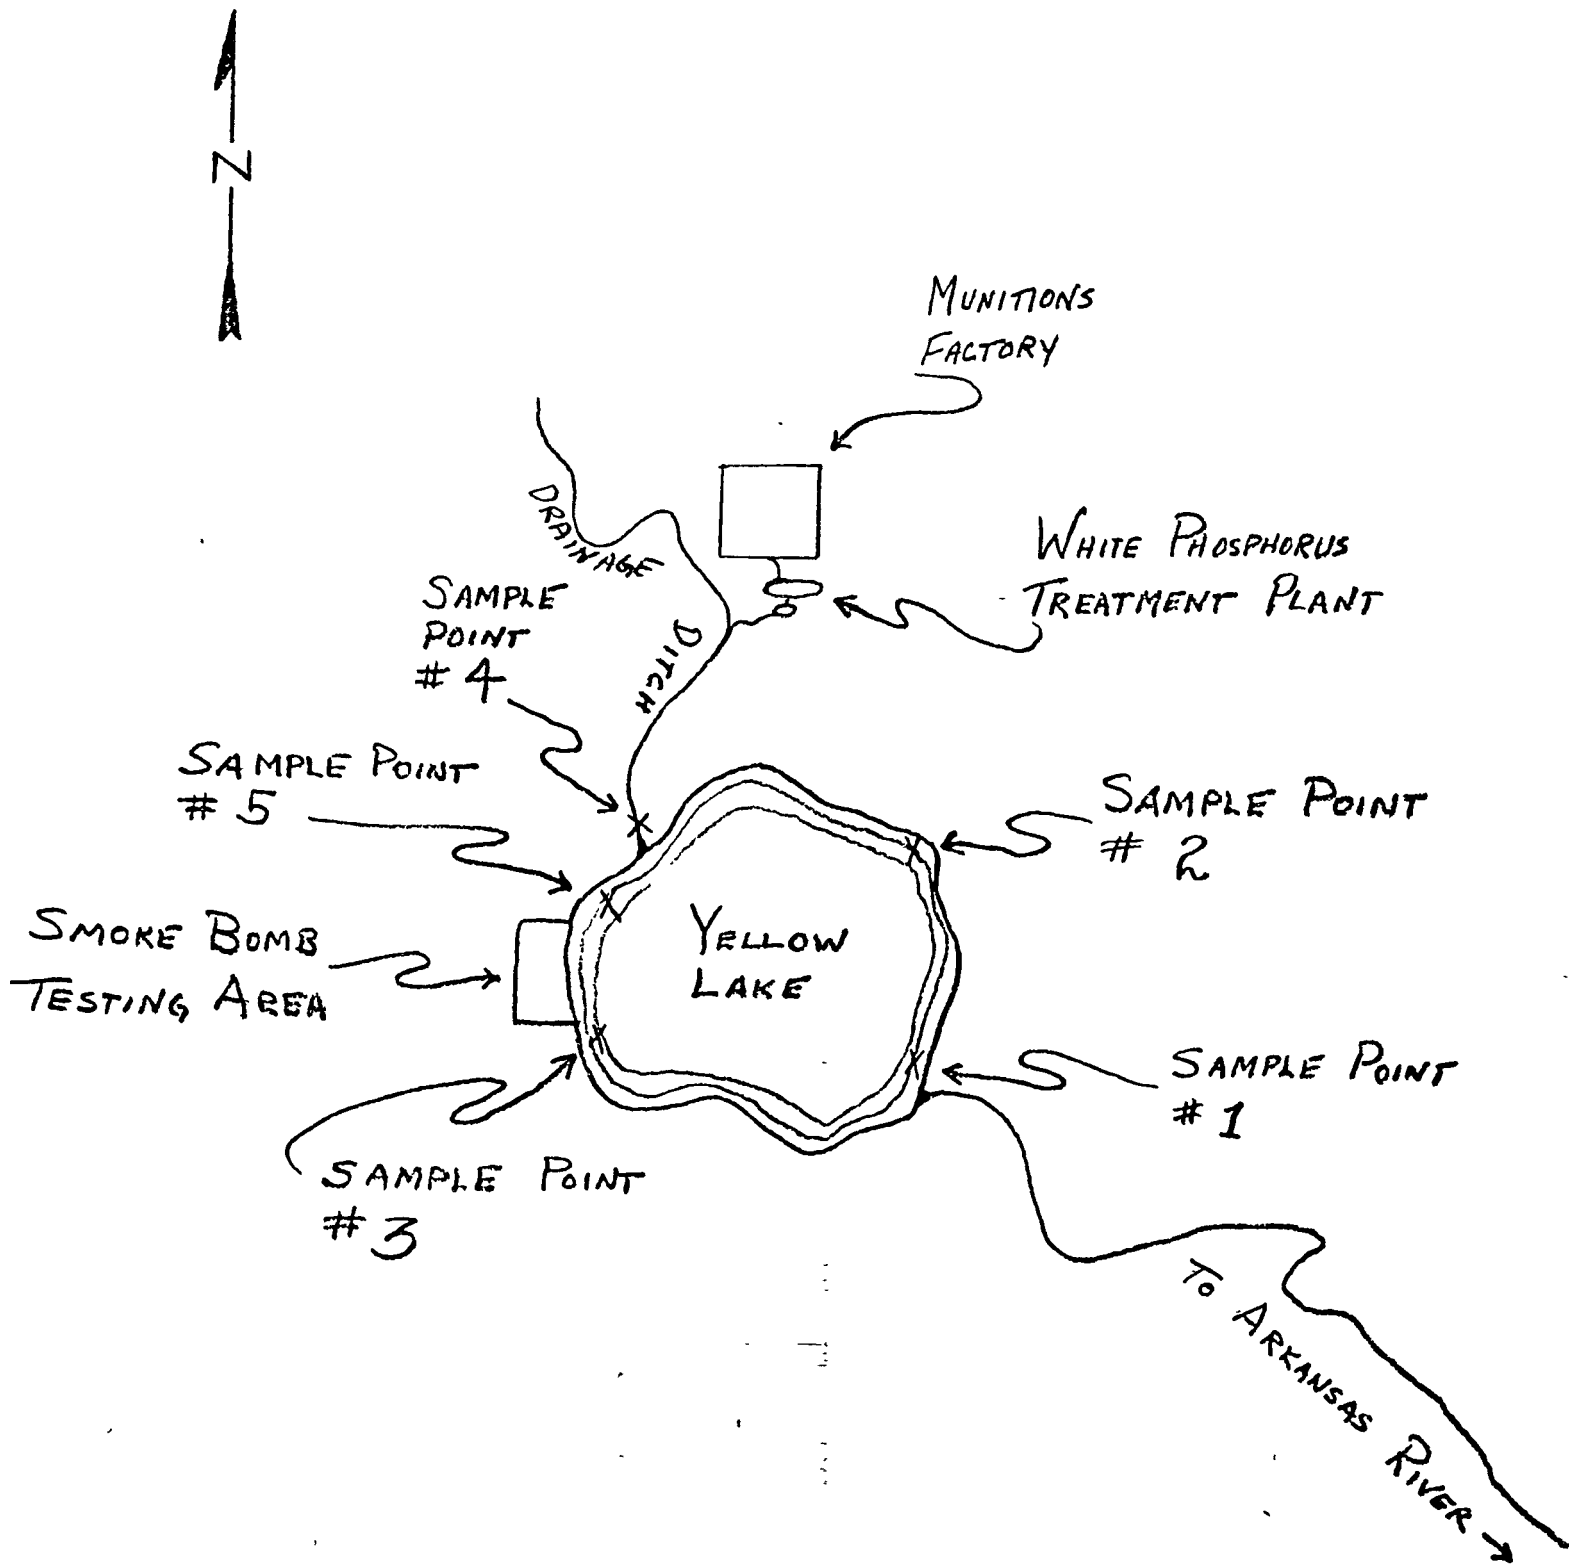 N
MUNITIONS
FACTORY
DRAINAGE
DITCH
WHITE PHOSPHORUS
TREATMENT PLANT
SAMPLE
POINT
# 4
SAMPLE POINT
# 5
SAMPLE POINT
# 2
SMOKE BOMB
TESTING AREA
YELLOW
LAKE
SAMPLE POINT
# 1
SAMPLE POINT
# 3
TO ARKANSAS RIVER